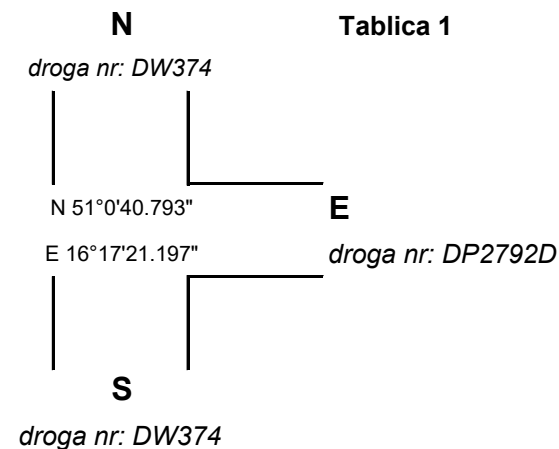 N
Tablica 1
droga nr: DW374
N 51°0'40.793"
E
E 16°17'21.197"
droga nr: DP2792D
S
droga nr: DW374